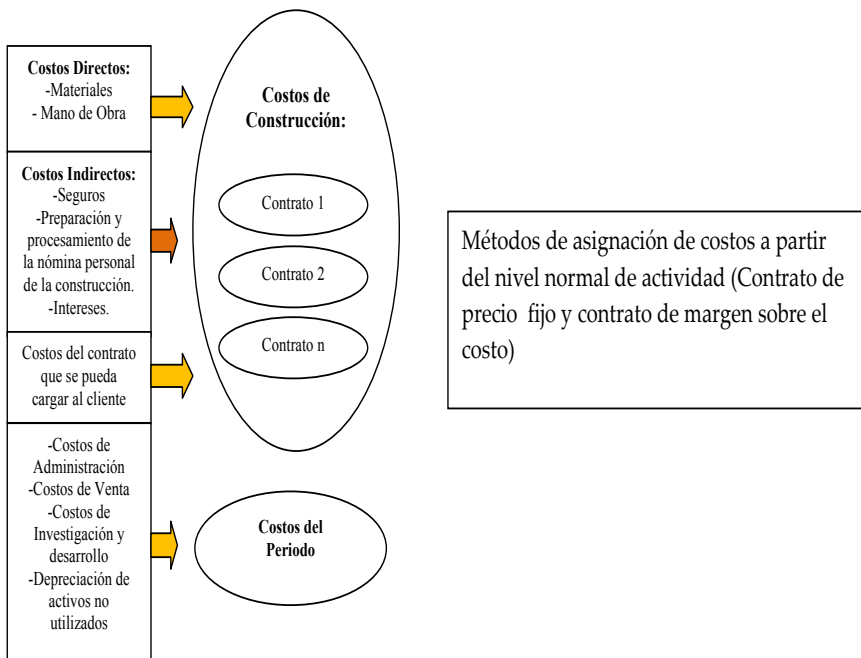 Costos Directos:
-Materiales
- Mano de Obra
Costos Indirectos:
-Seguros
-Preparación y
procesamiento de
la nómina personal
de la construcción.
-Intereses.
Costos del contrato
que se pueda
cargar al cliente
-Costos de
Administración
-Costos de Venta
-Costos de
Investigación y
desarrollo
-Depreciación de
activos no
utilizados
Costos de
Construcción:
Contrato 1
Contrato 2
Contrato n
Costos del
Periodo
Métodos de asignación de costos a partir
del nivel normal de actividad (Contrato de
precio fijo y contrato de margen sobre el
costo)